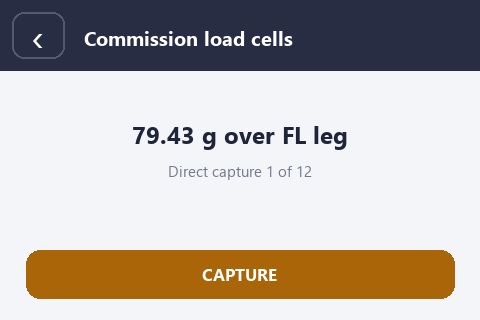 Commission load cells
79.43 g over FL leg
Direct capture 1 of 12
CAPTURE